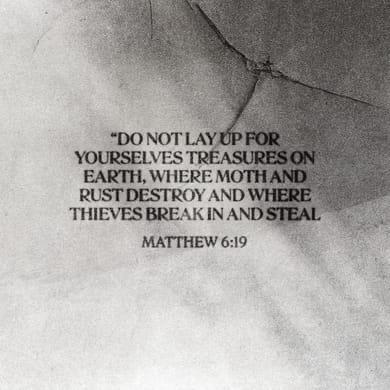 “DO NOT LAY UP FOR
YOURSELVES TREASURES ON
EARTH, WHERE MOTH AND
RUST DESTROY AND WHERE
THIEVES BREAK IN AND STEAL
MATTHEW 6:19